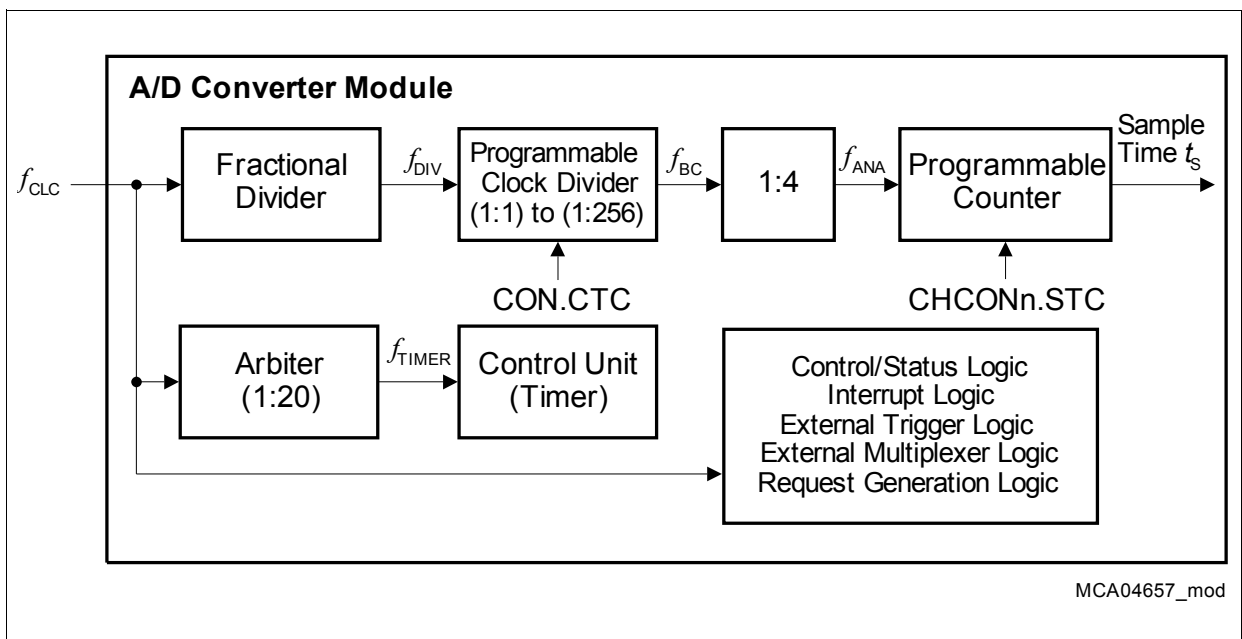 A/D Converter Module
fCLC
Fractional
Divider
fDIV
Programmable
Clock Divider
(1:1) to (1:256)
fBC
1:4
fANA
Programmable
Counter
Sample
Time tS
CON.CTC
CHCONn.STC
Arbiter
(1:20)
fTIMER
Control Unit
(Timer)
Control/Status Logic
Interrupt Logic
External Trigger Logic
External Multiplexer Logic
Request Generation Logic
MCA04657_mod